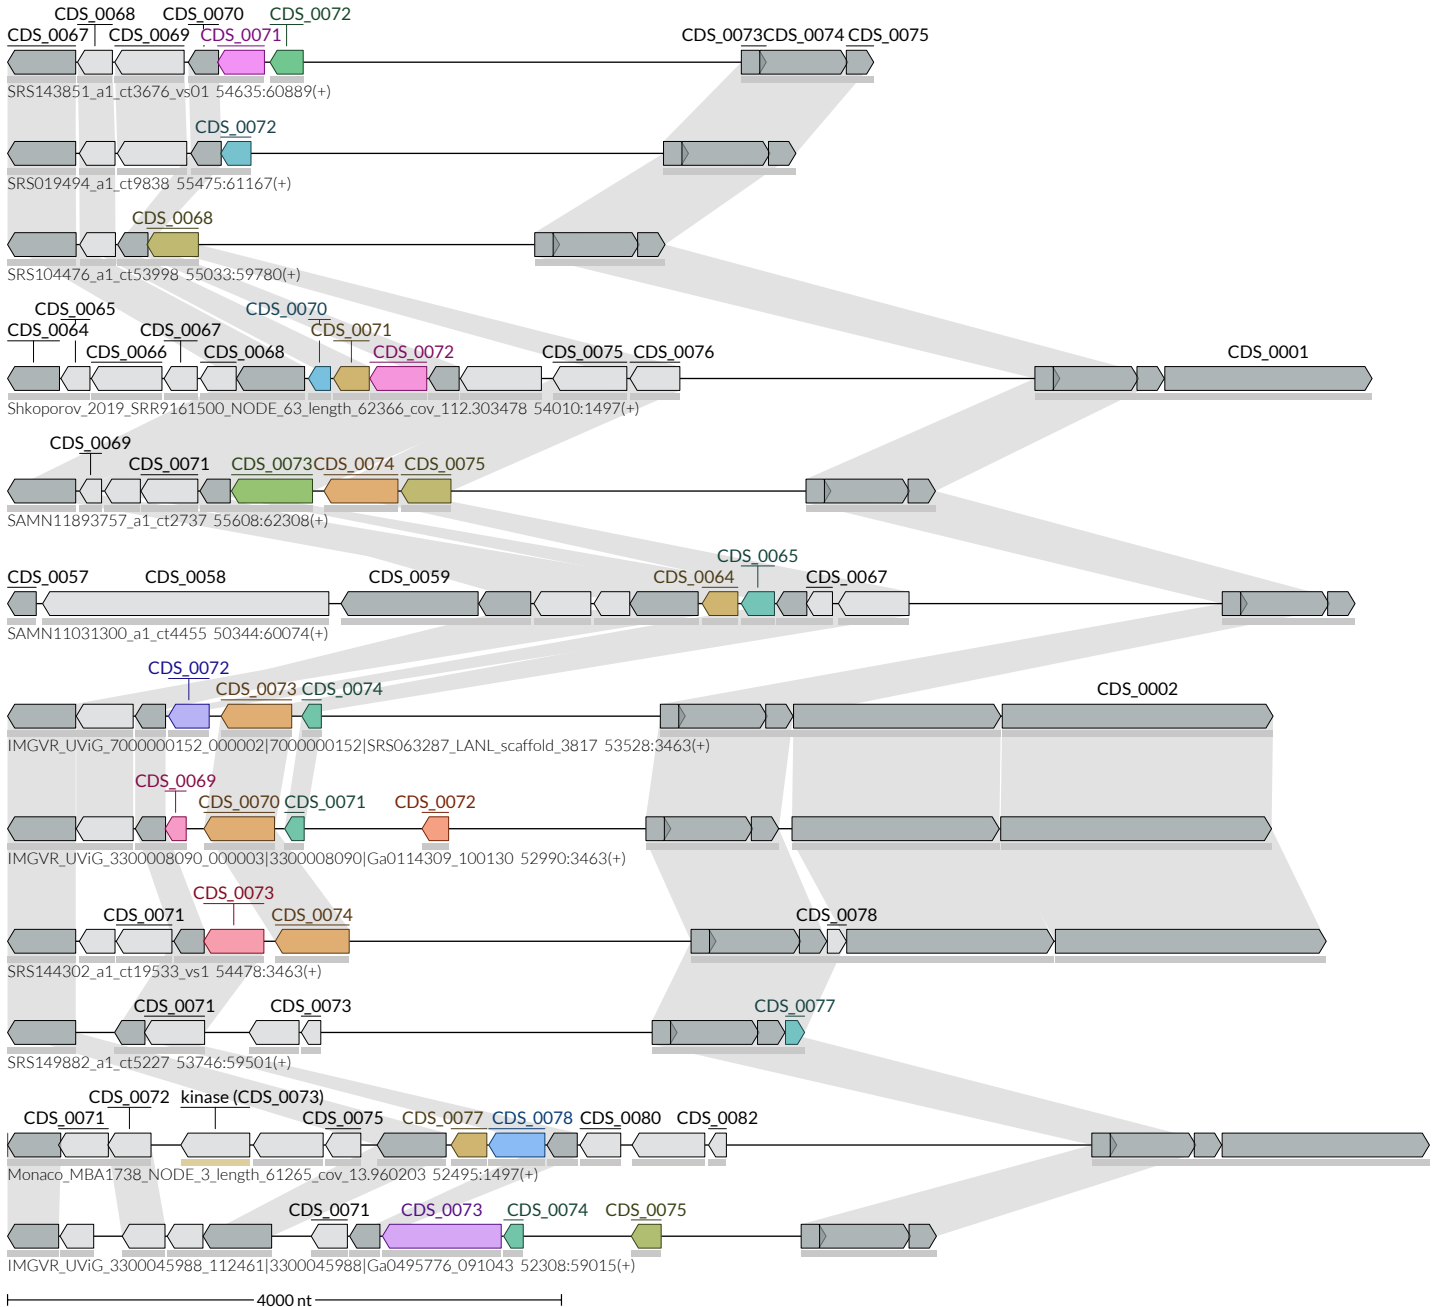 CDS_0068 CDS_0070 CDS_0072
CDS_0067 CDS_0069 CDS_0071 CDS_0073 CDS_0074 CDS_0075
SRS143851_a1_ct3676_vs01 54635:60889(+)
CDS_0072
SRS019494_a1_ct9838 55475:61167(+)
CDS_0068
SRS104476_a1_ct53998 55033:59780(+)
CDS_0065 CDS_0070
CDS_0064 CDS_0067 CDS_0071
CDS_0066 CDS_0068 CDS_0072 CDS_0075 CDS_0076 CDS_0001
Shkoporov_2019_SRR9161500_NODE_63_length_62366_cov_112.303478 54010:1497(+)
CDS_0069
CDS_0071 CDS_0073 CDS_0074 CDS_0075
SAMN11893757_a1_ct2737 55608:62308(+)
CDS_0065
CDS_0057 CDS_0058 CDS_0059 CDS_0064 CDS_0067
SAMN11031300_a1_ct4455 50344:60074(+)
CDS_0072
CDS_0073 CDS_0074 CDS_0002
IMGVR_UViG_7000000152_000002|7000000152|SRS063287_LANL_scaffold_3817 53528:3463(+)
CDS_0069
CDS_0070 CDS_0071 CDS_0072
IMGVR_UViG_3300008090_000003|3300008090|Ga0114309_100130 52990:3463(+)
CDS_0073
CDS_0071 CDS_0074 CDS_0078
SRS144302_a1_ct19533_vs1 54478:3463(+)
CDS_0071 CDS_0073 CDS_0077
SRS149882_a1_ct5227 53746:59501(+)
CDS_0072 kinase (CDS_0073)
CDS_0071 CDS_0075 CDS_0077 CDS_0078 CDS_0080 CDS_0082
Monaco_MBA1738_NODE_3_length_61265_cov_13.960203 52495:1497(+)
CDS_0071 CDS_0073 CDS_0074 CDS_0075
IMGVR_UViG_3300045988_112461|3300045988|Ga0495776_091043 52308:59015(+)
4000 nt